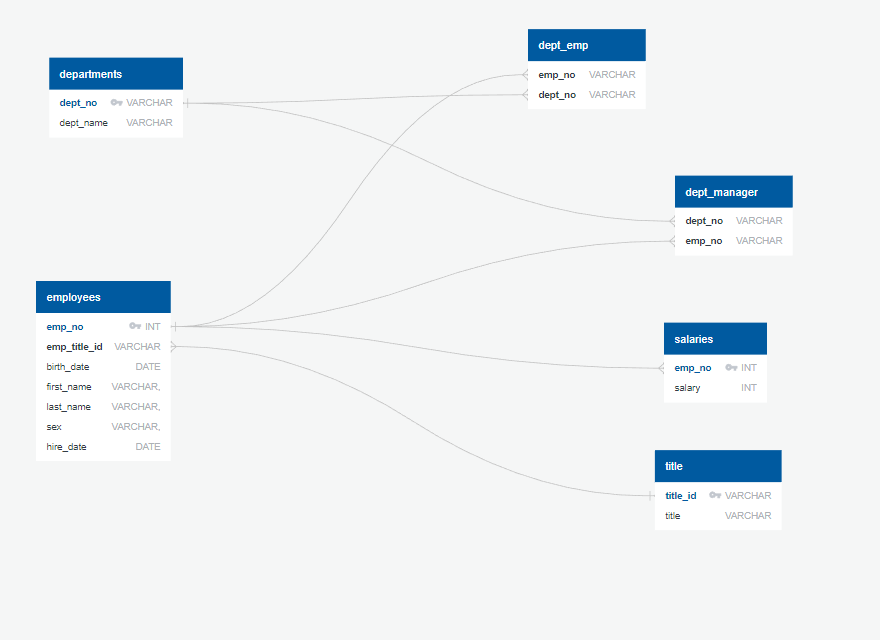 departments
dept_no VARCHAR
dept_name VARCHAR
dept_emp
emp_no VARCHAR
dept_no VARCHAR
dept_manager
dept_no VARCHAR
emp_no VARCHAR
employees
emp_no INT
emp_title_id VARCHAR
birth_date DATE
first_name VARCHAR,
last_name VARCHAR,
sex VARCHAR,
hire_date DATE
salaries
emp_no INT
salary INT
title
title_id VARCHAR
title VARCHAR